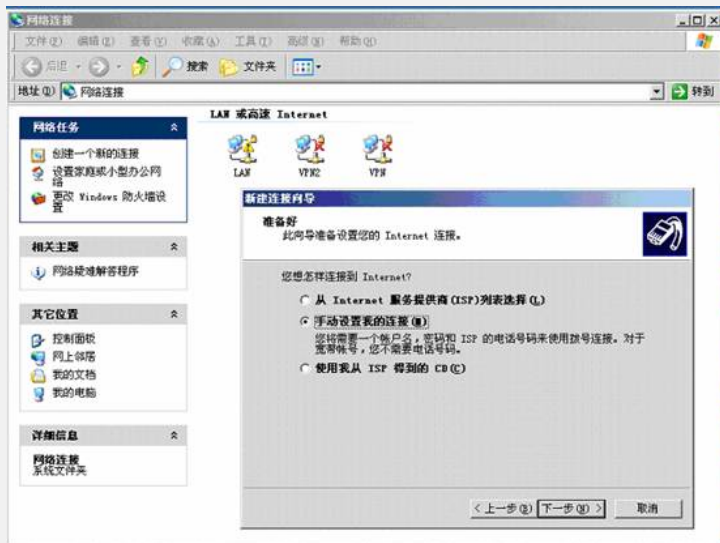 网络连接
文件(F) 编辑(E) 查看(V) 收藏(A) 工具(T) 高级(N) 帮助(H)
后退 搜索 文件夹
地址(D) 网络连接 转到
网络任务
创建一个新的连接
设置家庭或小型办公网
络
更改 Windows 防火墙设
置
相关主题
网络疑难解答程序
其它位置
控制面板
网上邻居
我的文档
我的电脑
详细信息
网络连接
系统文件夹
LAN 或高速 Internet
LAN VPN2 VPN
新建连接向导
准备好
此向导准备设置您的 Internet 连接。
您想怎样连接到 Internet?
从 Internet 服务提供商(ISP)列表选择(L)
手动设置我的连接(M)
您将需要一个帐户名,密码和 ISP 的电话号码来使用拨号连接。对于
宽带帐号,您不需要电话号码。
使用我从 ISP 得到的 CD(C)
<上一步(B) 下一步(N)> 取消